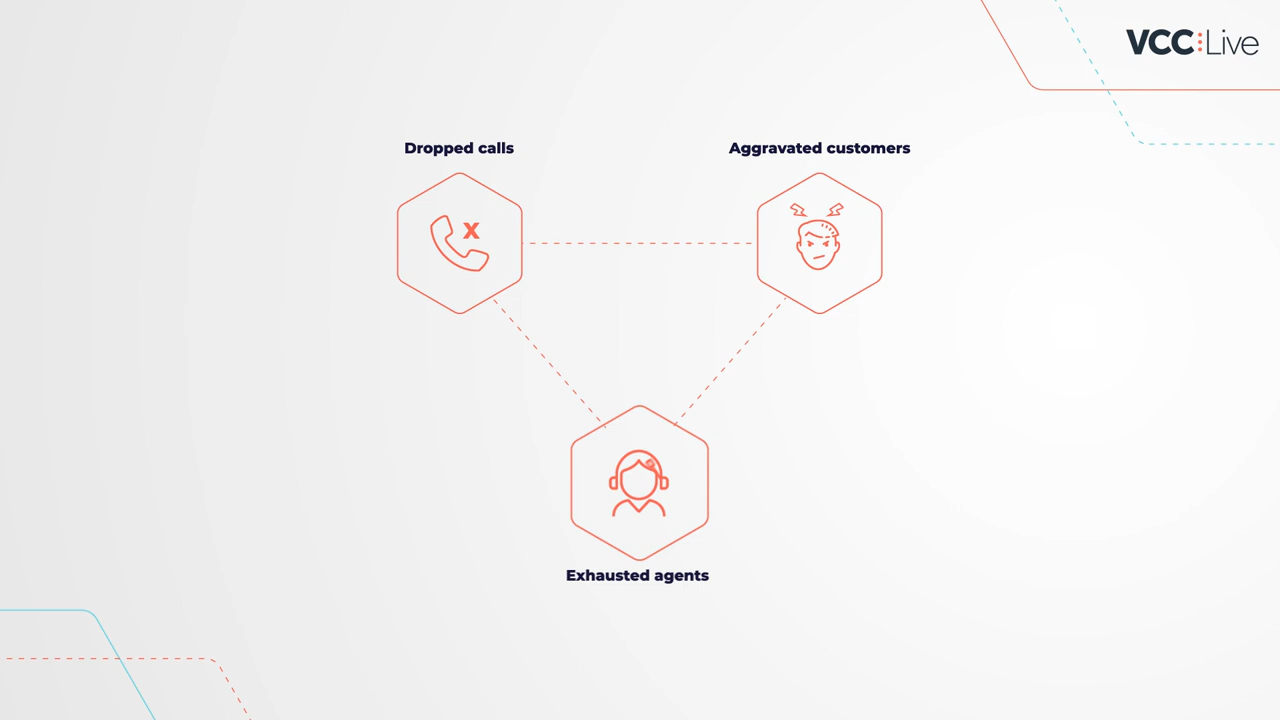 VCC:Live
Dropped calls
Aggravated customers
X
Exhausted agents